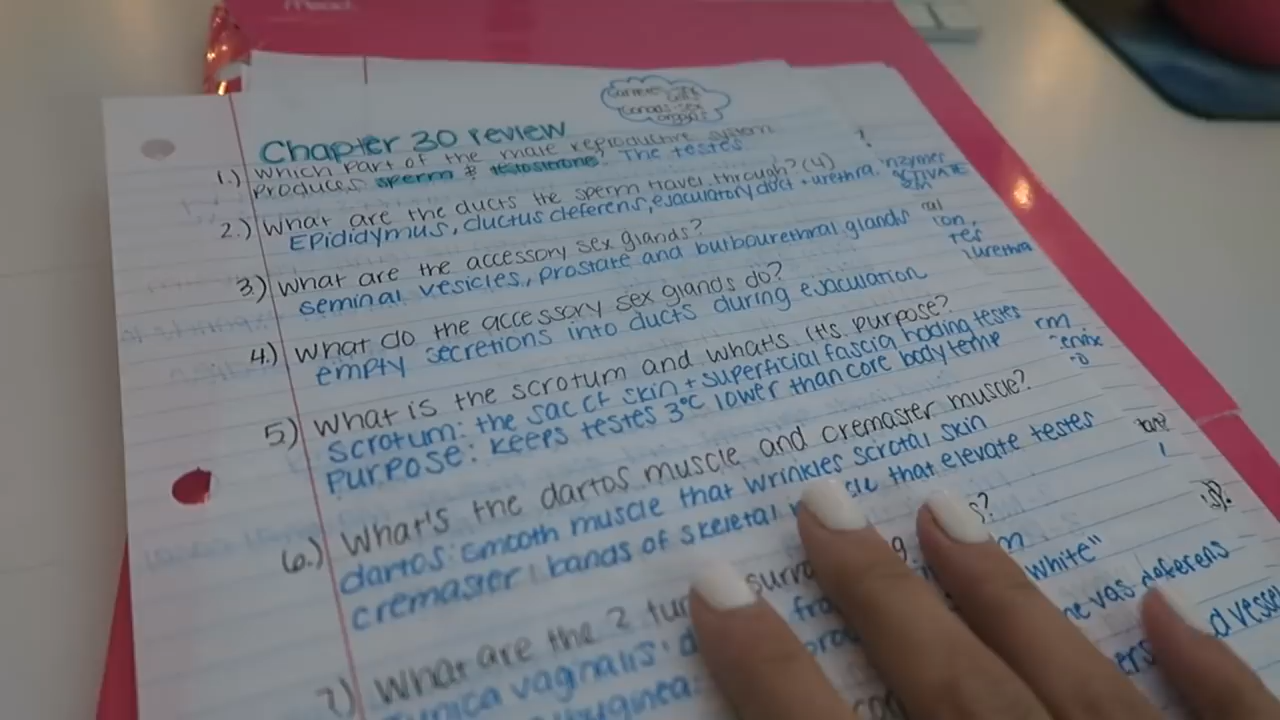 Mead
Chapter 30 review
1.) Which part of the male reproductive system
produces sperm & testosterone? The testes
2.) What are the ducts the sperm travel through? (4)
Epididymus, ductus deferens, ejaculatory duct + urethra.
3) What are the accessory sex glands?
seminal vesicles, prostate and bulbourethral glands
4.) What do the accessory sex glands do?
empty secretions into ducts during ejaculation
5) What is the scrotum and what's it's purpose?
scrotum: the sac of skin + superficial fascia holding testes
purpose: keeps testes 3°C lower than core body temp
6.) What's the dartos muscle and cremaster muscle?
dartos: smooth muscle that wrinkles scrotal skin
cremaster: bands of skeletal that elevate testes
7) What are the 2
vaginalis:
white"
vas deferens
urethra